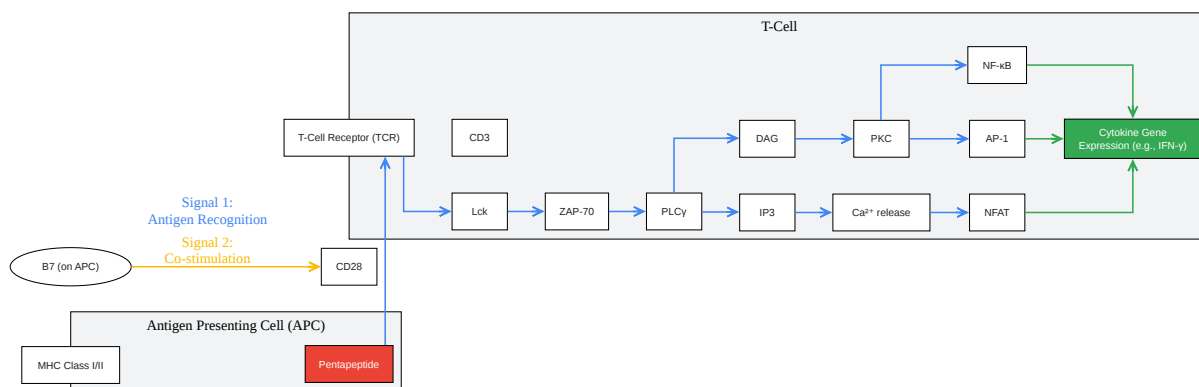 T-Cell
NF-κB
T-Cell Receptor (TCR)
CD3
DAG
PKC
AP-1
Cytokine Gene
Expression (e.g., IFN-γ)
Signal 1:
Antigen Recognition
Lck
ZAP-70
PLCγ
IP3
Ca²⁺ release
NFAT
Signal 2:
Co-stimulation
B7 (on APC)
CD28
Antigen Presenting Cell (APC)
MHC Class I/II
Pentapeptide